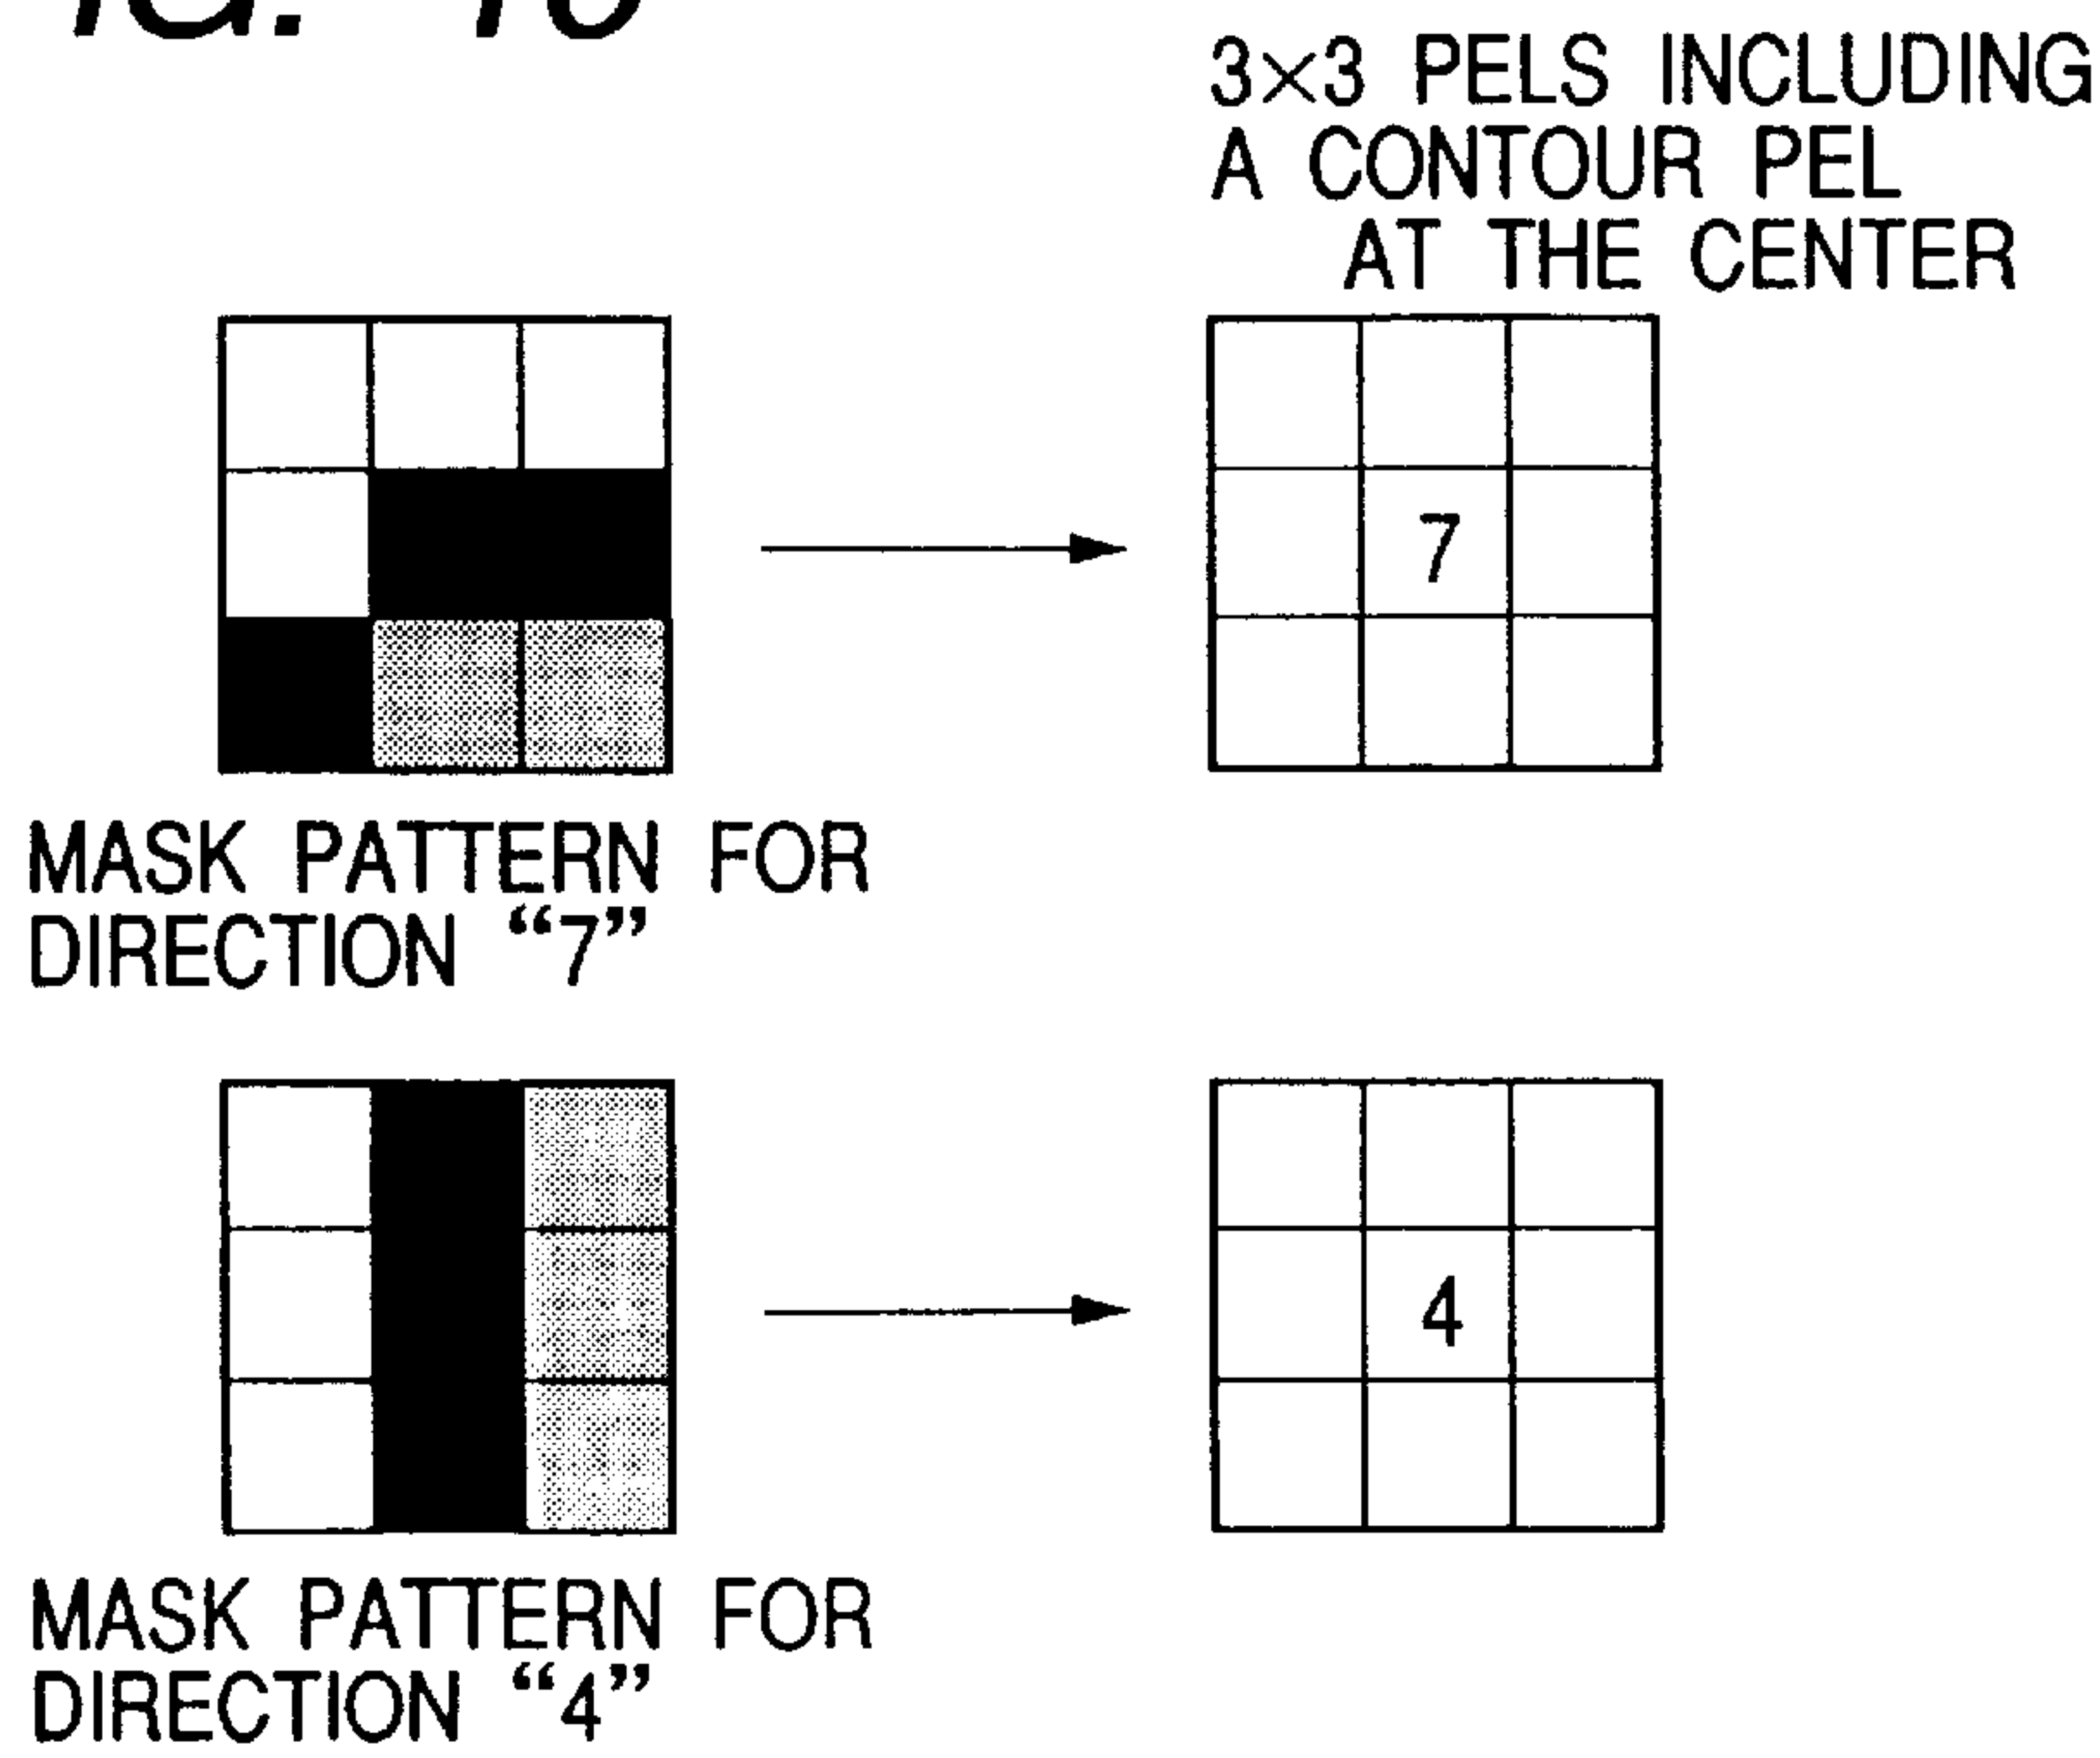 3×3 PELS INCLUDING
A CONTOUR PEL
AT THE CENTER
7
MASK PATTERN FOR
DIRECTION “7”
4
MASK PATTERN FOR
DIRECTION “4”